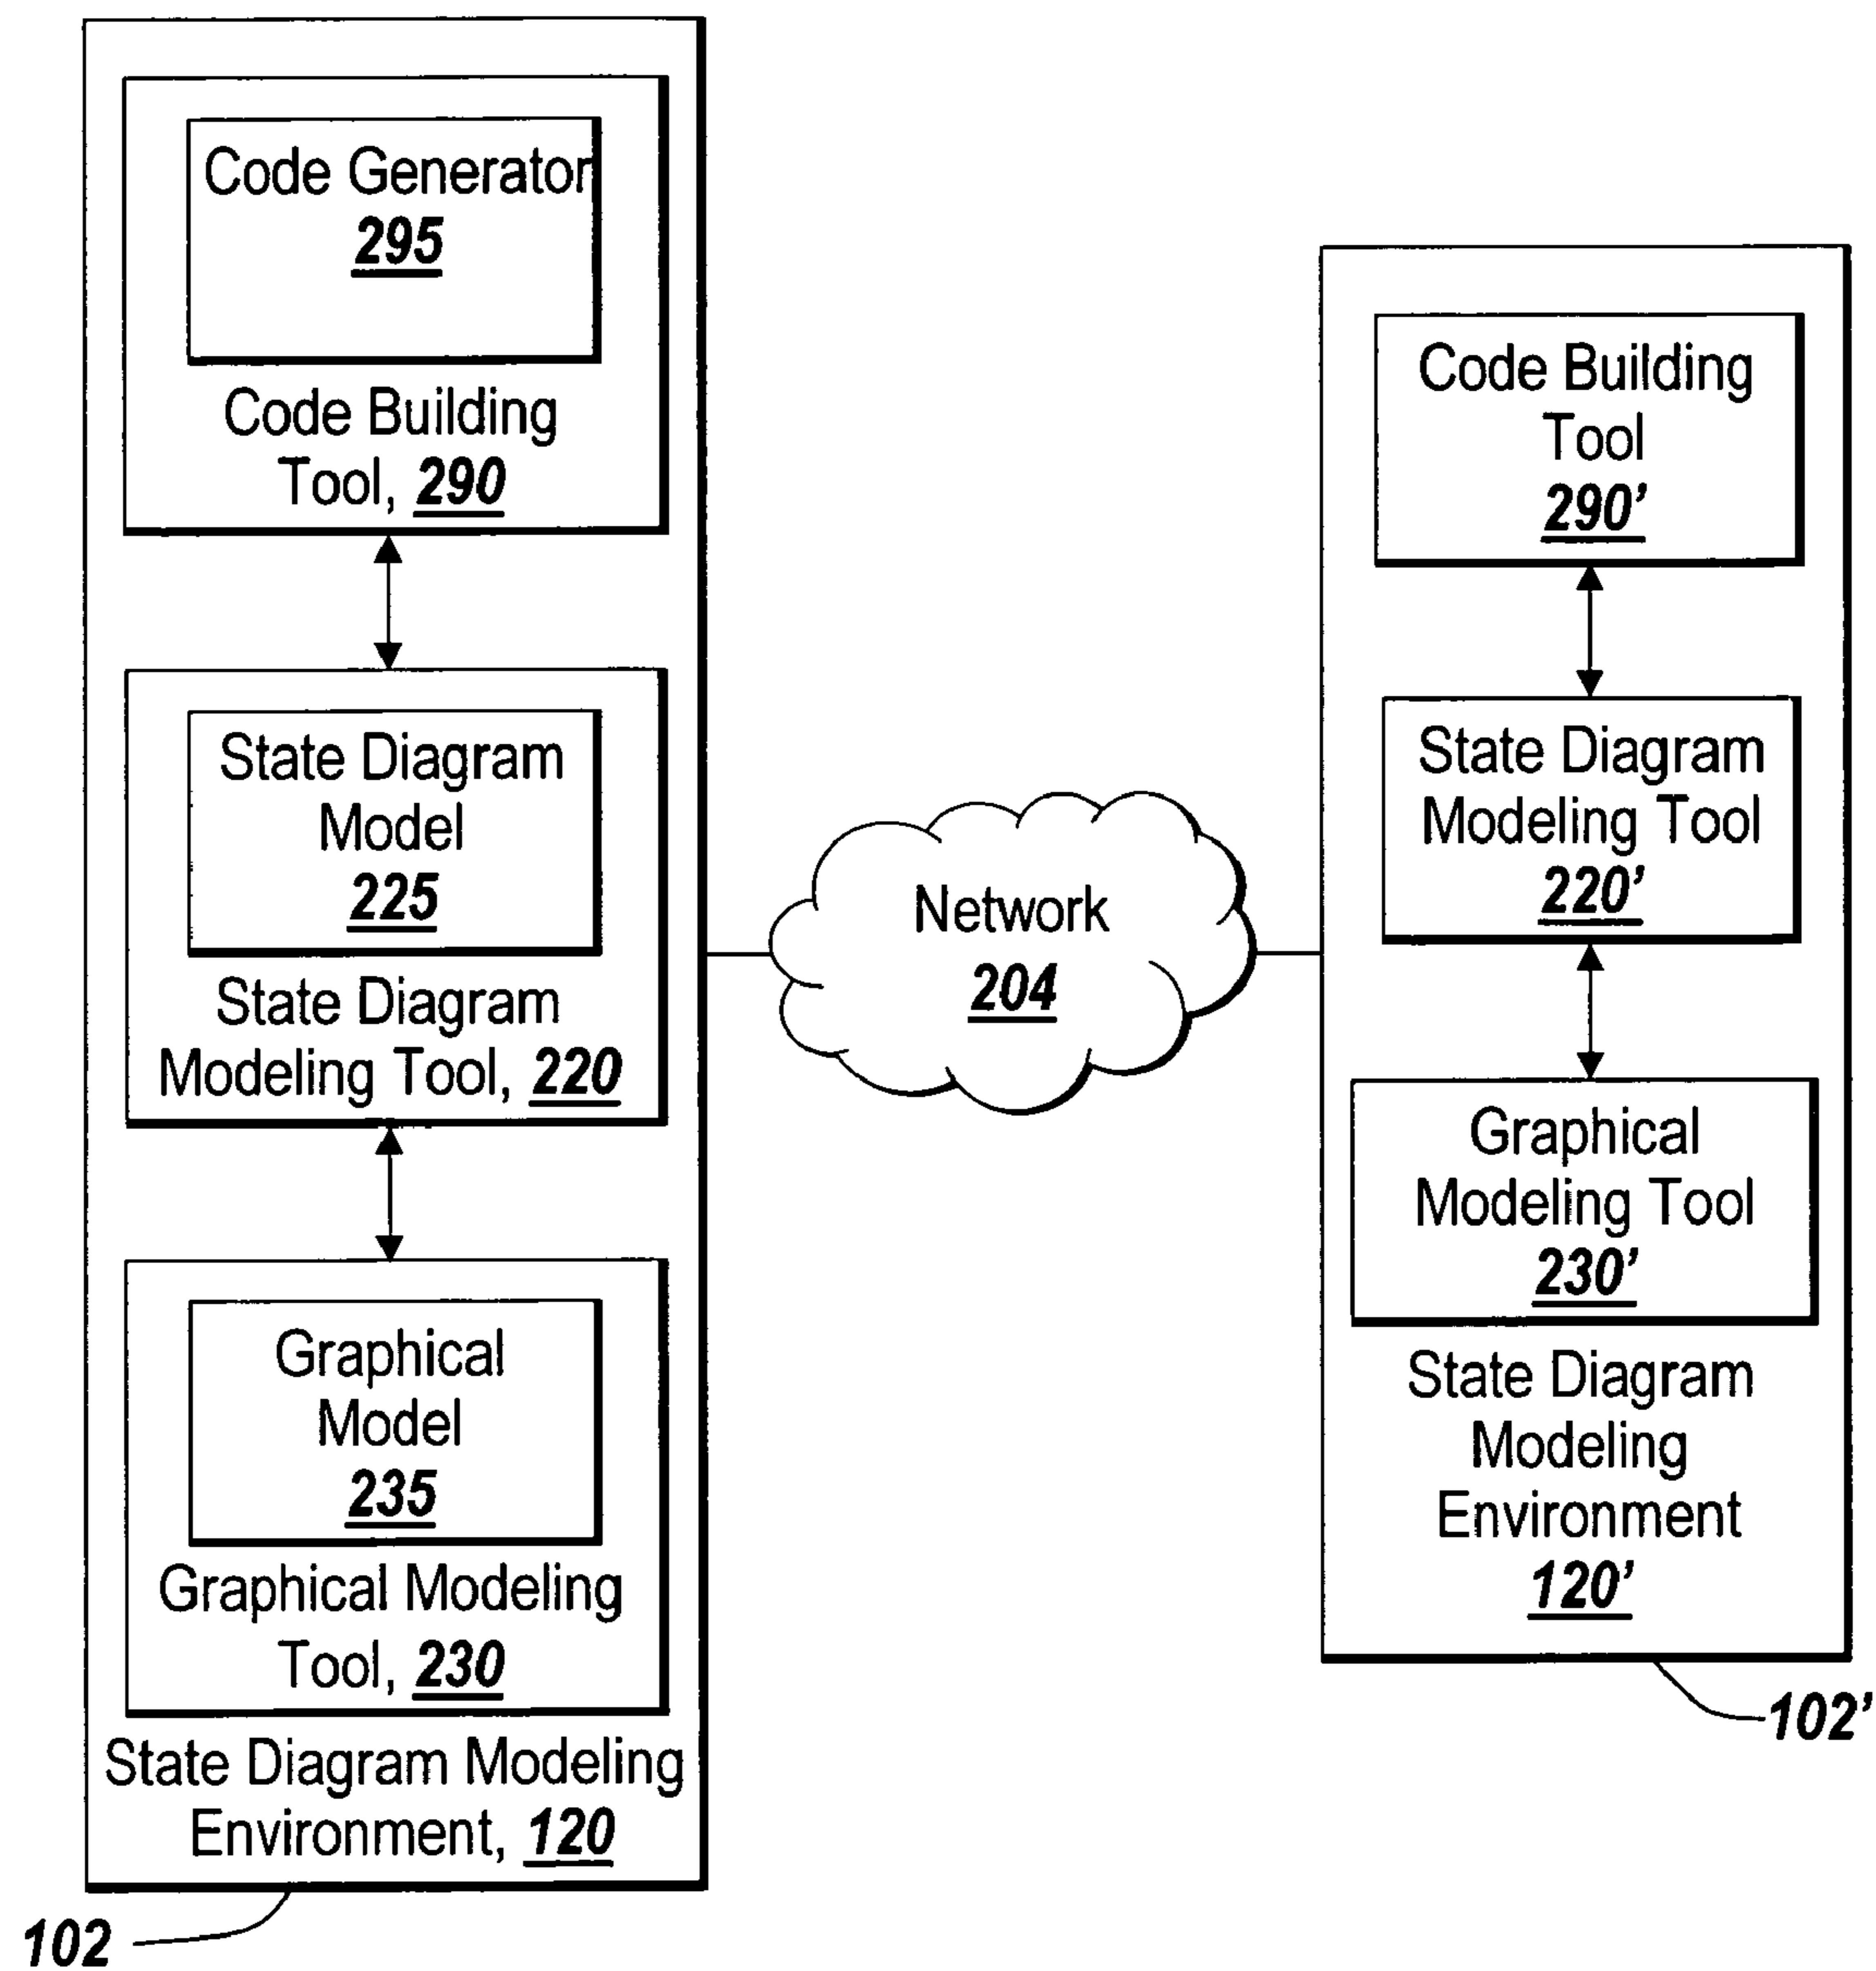 Code Generator
295
Code Building
Tool, 290
State Diagram
Model
225
State Diagram
Modeling Tool, 220
Graphical
Model
235
Graphical Modeling
Tool, 230
State Diagram Modeling
Environment, 120
102
Network
204
Code Building
Tool
290’
State Diagram
Modeling Tool
220’
Graphical
Modeling Tool
230’
State Diagram
Modeling
Environment
120’
102’